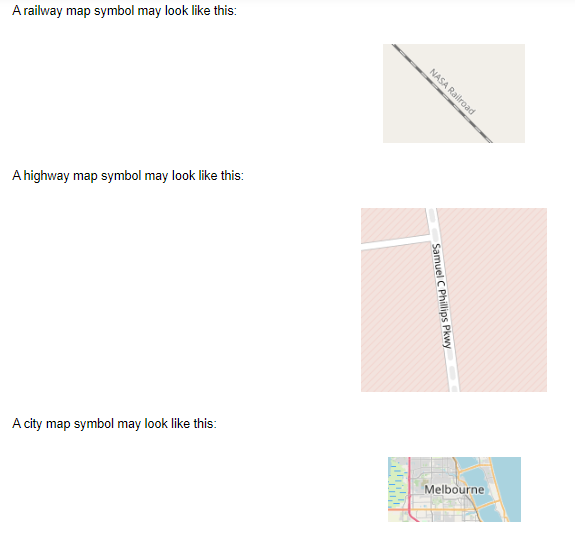 A railway map symbol may look like this:
NASA Railroad
A highway map symbol may look like this:
Samuel C Phillips Pkwy
A city map symbol may look like this:
Melbourne